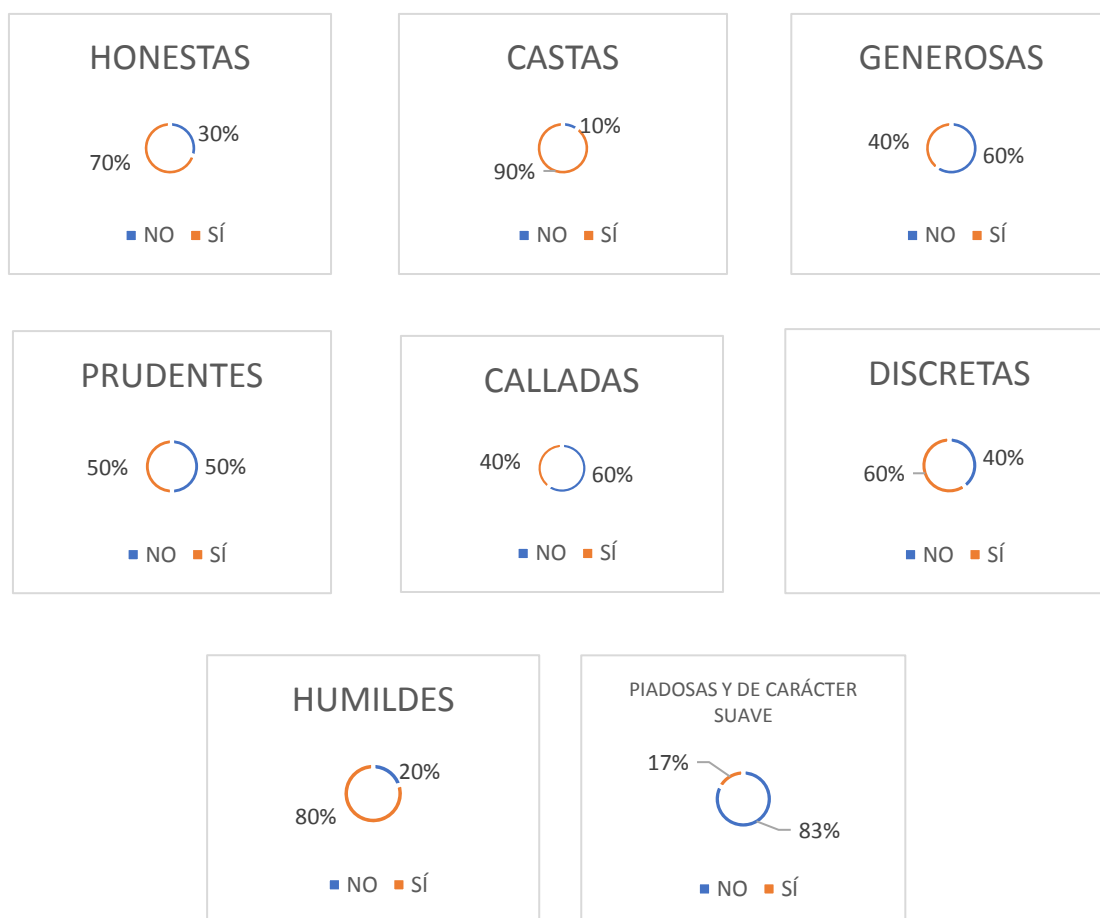 HONESTAS
30%
70%
NO SÍ
CASTAS
10%
90%
NO SÍ
GENEROSAS
40%
60%
NO SÍ
PRUDENTES
50%
50%
NO SÍ
CALLADAS
40%
60%
NO SÍ
DISCRETAS
40%
60%
NO SÍ
HUMILDES
20%
80%
NO SÍ
PIADOSAS Y DE CARÁCTER
SUAVE
17%
83%
NO SÍ